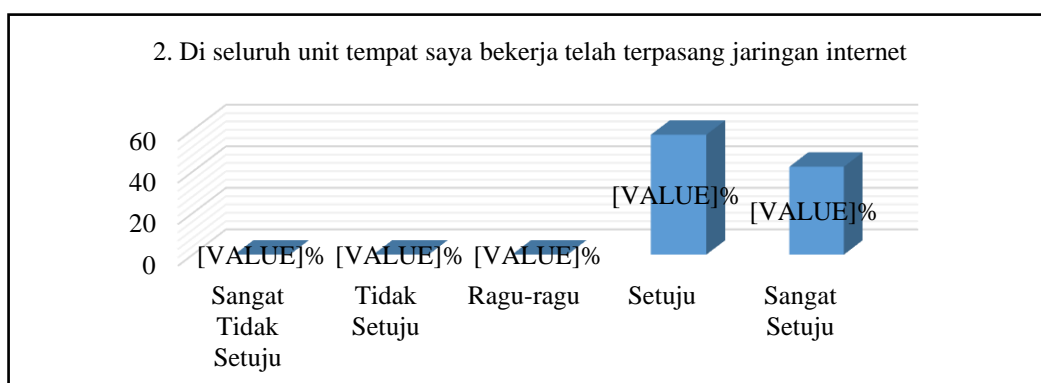 2. Di seluruh unit tempat saya bekerja telah terpasang jaringan internet
60
40
20
0
[VALUE]%
[VALUE]%
[VALUE]%
[VALUE]%
[VALUE]%
Sangat
Tidak
Setuju
Tidak
Setuju
Ragu-ragu
Setuju
Sangat
Setuju